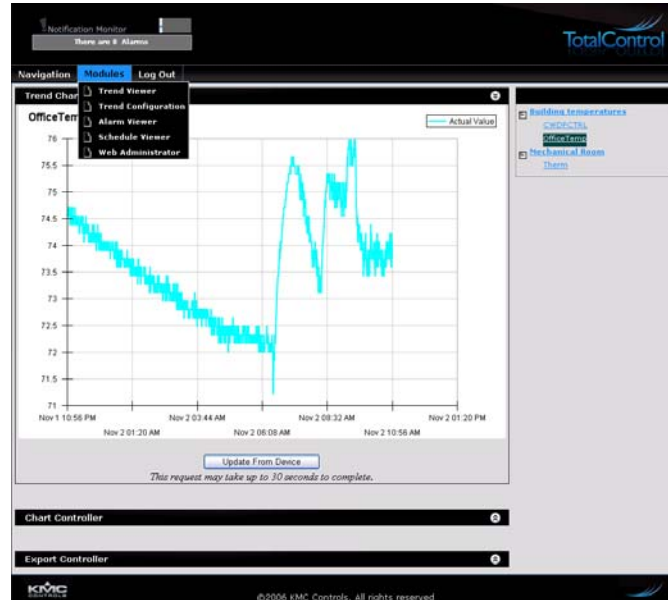 Notification Monitor
There are 0 Alarms
TotalControl
Navigation Modules Log Out
Trend Viewer
Trend Configuration
Alarm Viewer
Schedule Viewer
Web Administrator
Trend Char
OfficeTem
Actual Value
76
75.5
75
74.5
74
73.5
73
72.5
72
71.5
71
Nov 1 10:56 PM Nov 2 03:44 AM Nov 2 08:32 AM Nov 2 01:20 PM
Nov 2 01:20 AM Nov 2 06:08 AM Nov 2 10:56 AM
Update From Device
This request may take up to 30 seconds to complete.
Building temperatures
CWDFCTRL
OfficeTemp
Mechanical Room
Therm
Chart Controller
Export Controller
KMC
CONTROLS
©2006 KMC Controls. All rights reserved